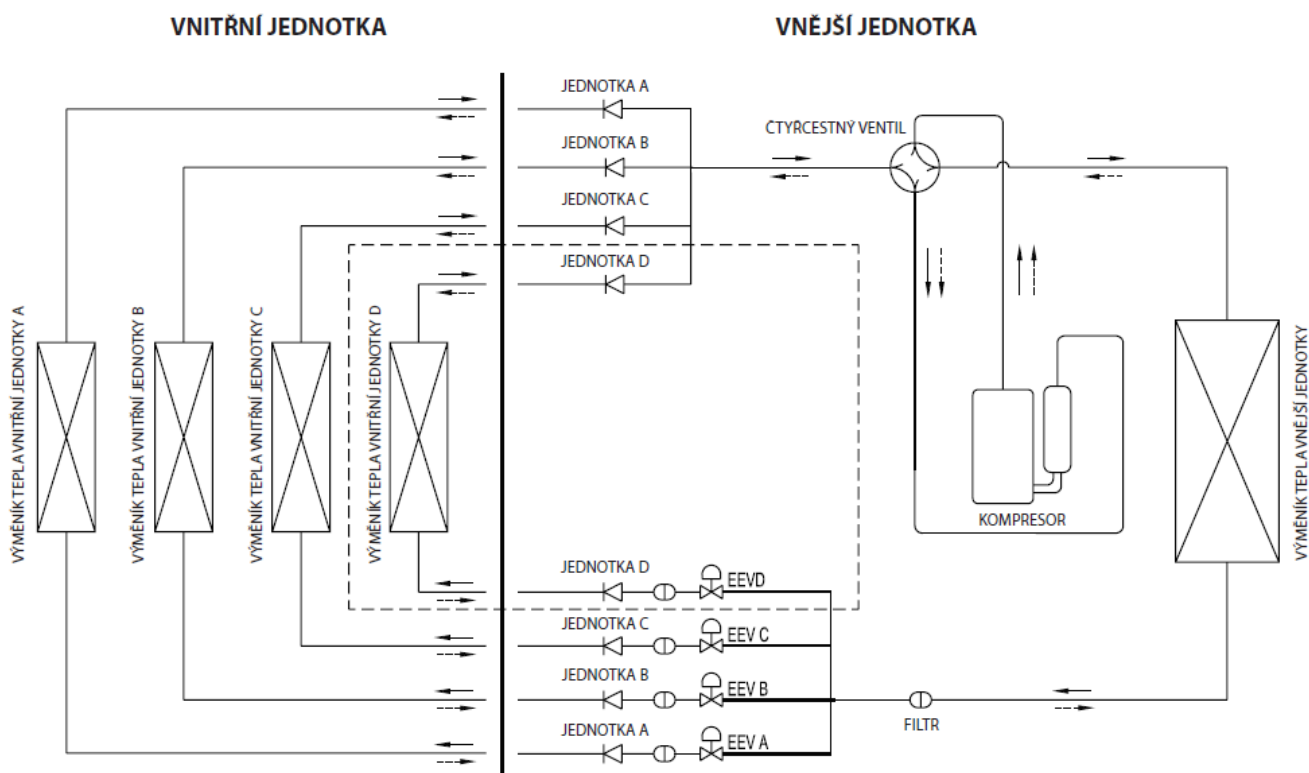 VNITŘNÍ JEDNOTKA
VNĚJŠÍ JEDNOTKA
JEDNOTKA A
JEDNOTKA B
JEDNOTKA C
JEDNOTKA D
ČTYŘCESTNÝ VENTIL
VÝMĚNÍK TEPLA VNITŘNÍ JEDNOTKY A
VÝMĚNÍK TEPLA VNITŘNÍ JEDNOTKY B
VÝMĚNÍK TEPLA VNITŘNÍ JEDNOTKY C
VÝMĚNÍK TEPLA VNITŘNÍ JEDNOTKY D
KOMPRESOR
VÝMĚNÍK TEPLA VNĚJŠÍ JEDNOTKY
JEDNOTKA D
EEVD
JEDNOTKA C
EEV C
JEDNOTKA B
EEV B
JEDNOTKA A
EEV A
FILTR